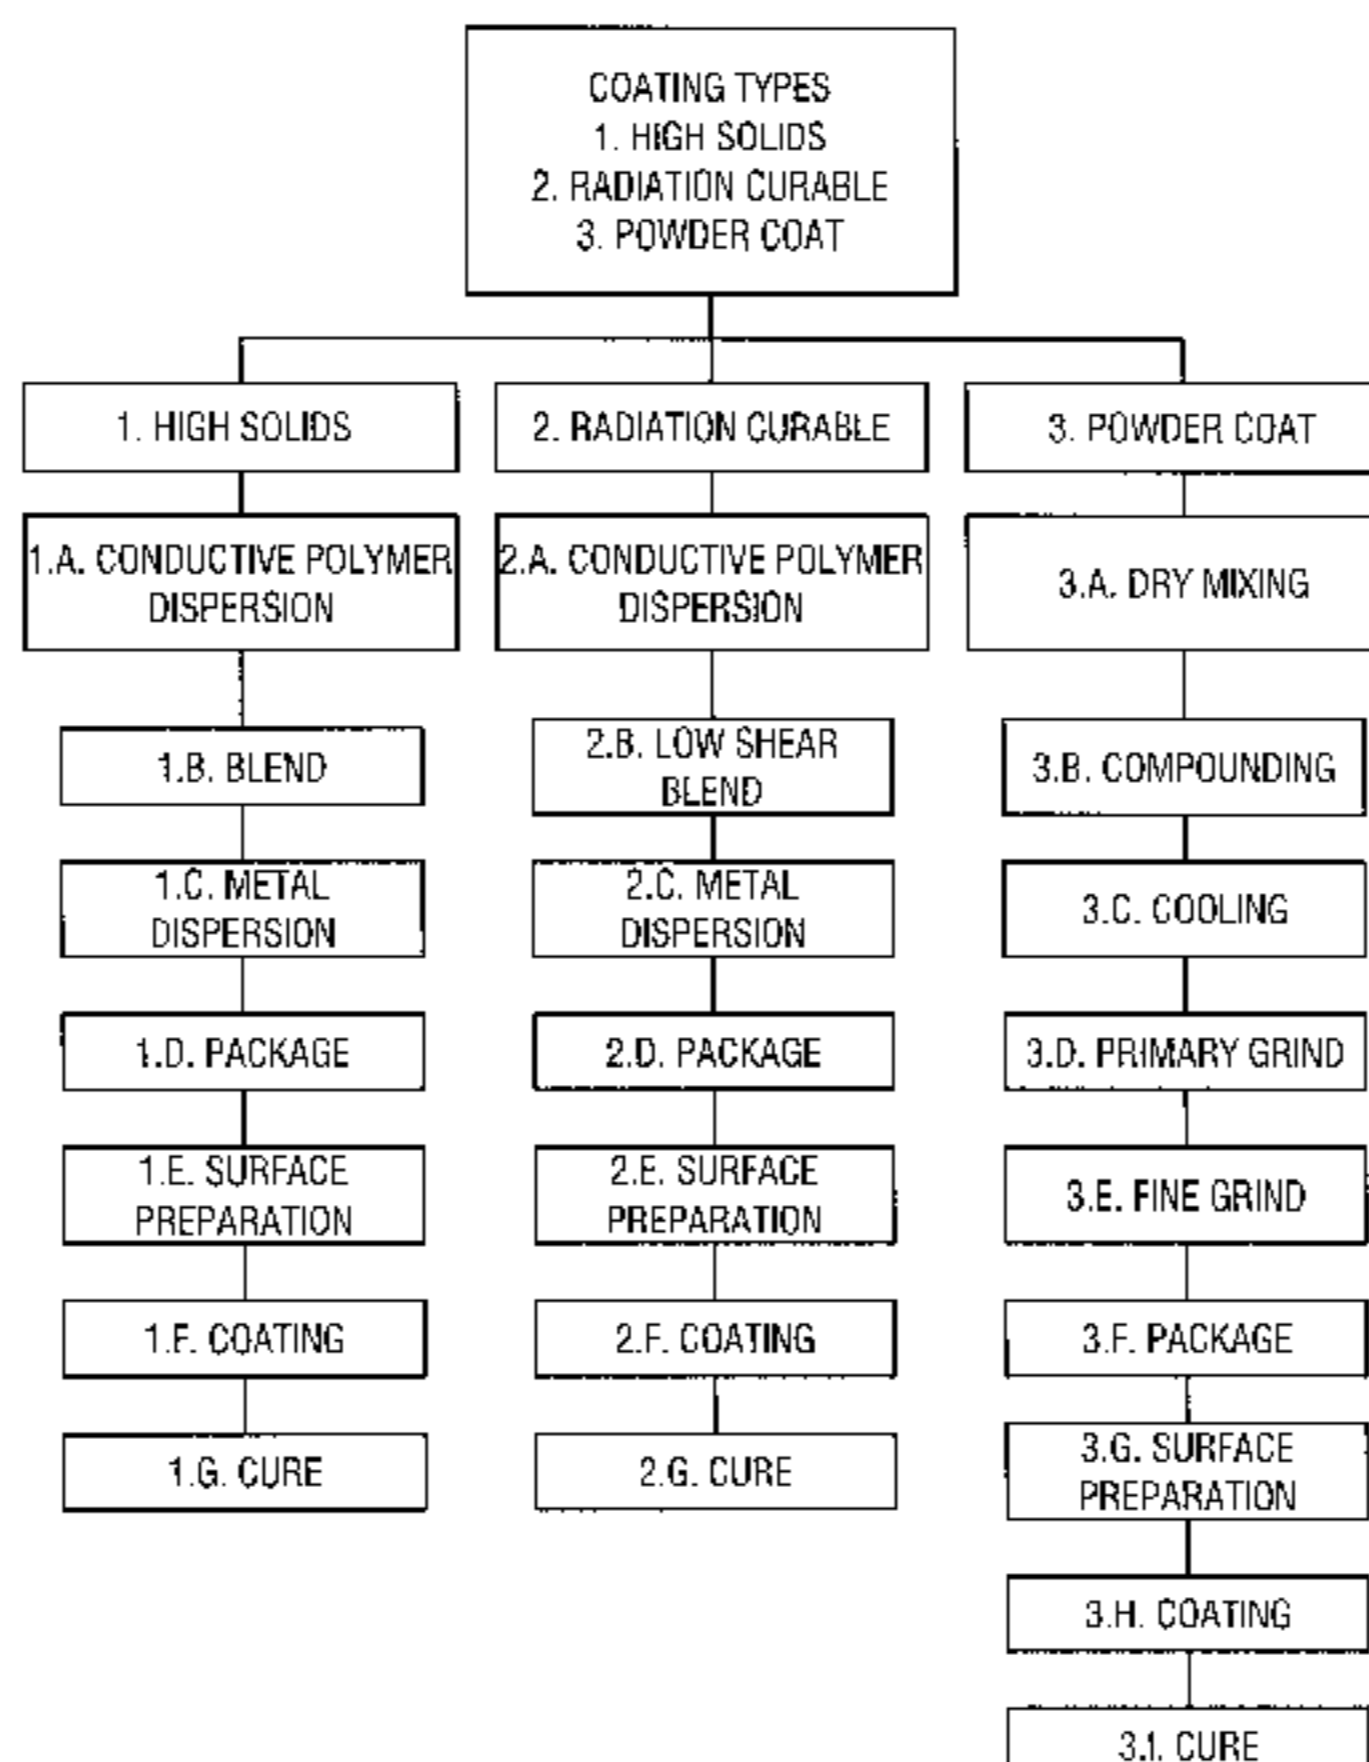 COATING TYPES
1. HIGH SOLIDS
2. RADIATION CURABLE
3. POWDER COAT
1. HIGH SOLIDS
1.A. CONDUCTIVE POLYMER
DISPERSION
1.B. BLEND
1.C. METAL
DISPERSION
1.D. PACKAGE
1.E. SURFACE
PREPARATION
1.F. COATING
1.G. CURE
2. RADIATION CURABLE
2.A. CONDUCTIVE POLYMER
DISPERSION
2.B. LOW SHEAR
BLEND
2.C. METAL
DISPERSION
2.D. PACKAGE
2.E. SURFACE
PREPARATION
2.F. COATING
2.G. CURE
3. POWDER COAT
3.A. DRY MIXING
3.B. COMPOUNDING
3.C. COOLING
3.D. PRIMARY GRIND
3.E. FINE GRIND
3.F. PACKAGE
3.G. SURFACE
PREPARATION
3.H. COATING
3.I. CURE